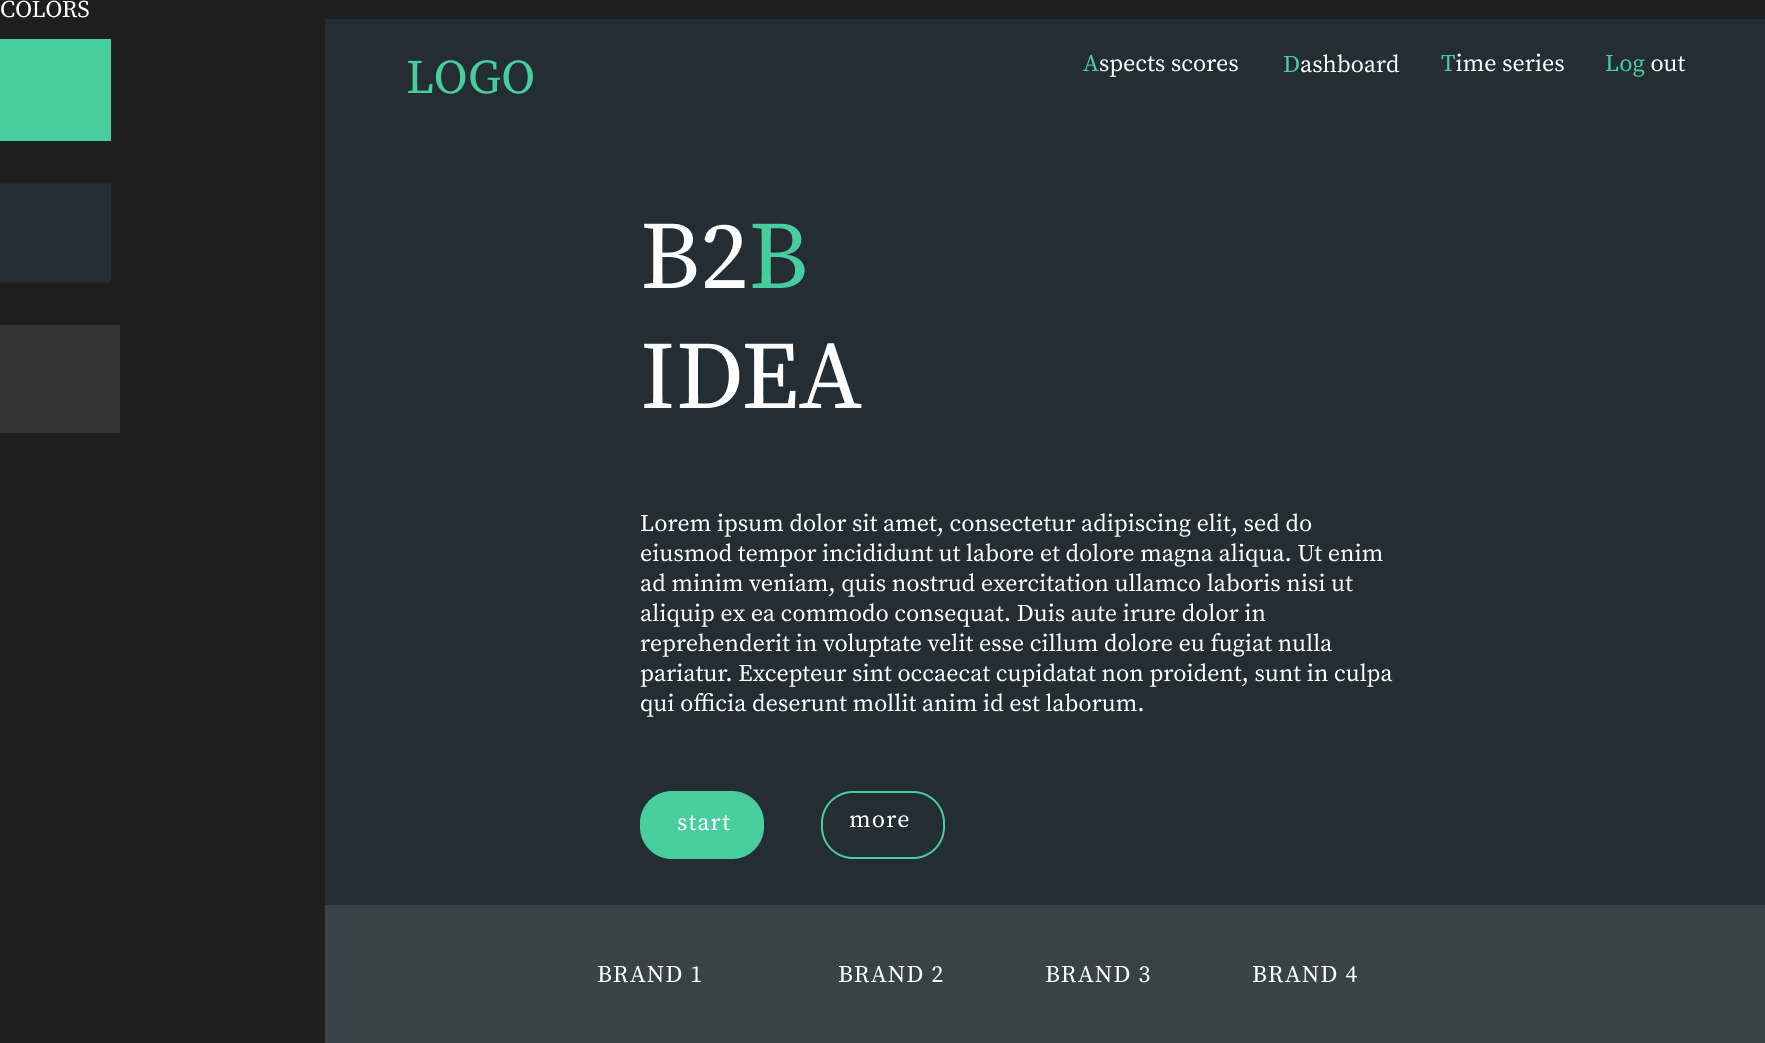 COLORS
LOGO
Aspects scores
Dashboard
Time series
Log out
B2B
IDEA
Lorem ipsum dolor sit amet, consectetur adipiscing elit, sed do
eiusmod tempor incididunt ut labore et dolore magna aliqua. Ut enim
ad minim veniam, quis nostrud exercitation ullamco laboris nisi ut
aliquip ex ea commodo consequat. Duis aute irure dolor in
reprehenderit in voluptate velit esse cillum dolore eu fugiat nulla
pariatur. Excepteur sint occaecat cupidatat non proident, sunt in culpa
qui officia deserunt mollit anim id est laborum.
start
more
BRAND 1
BRAND 2
BRAND 3
BRAND 4